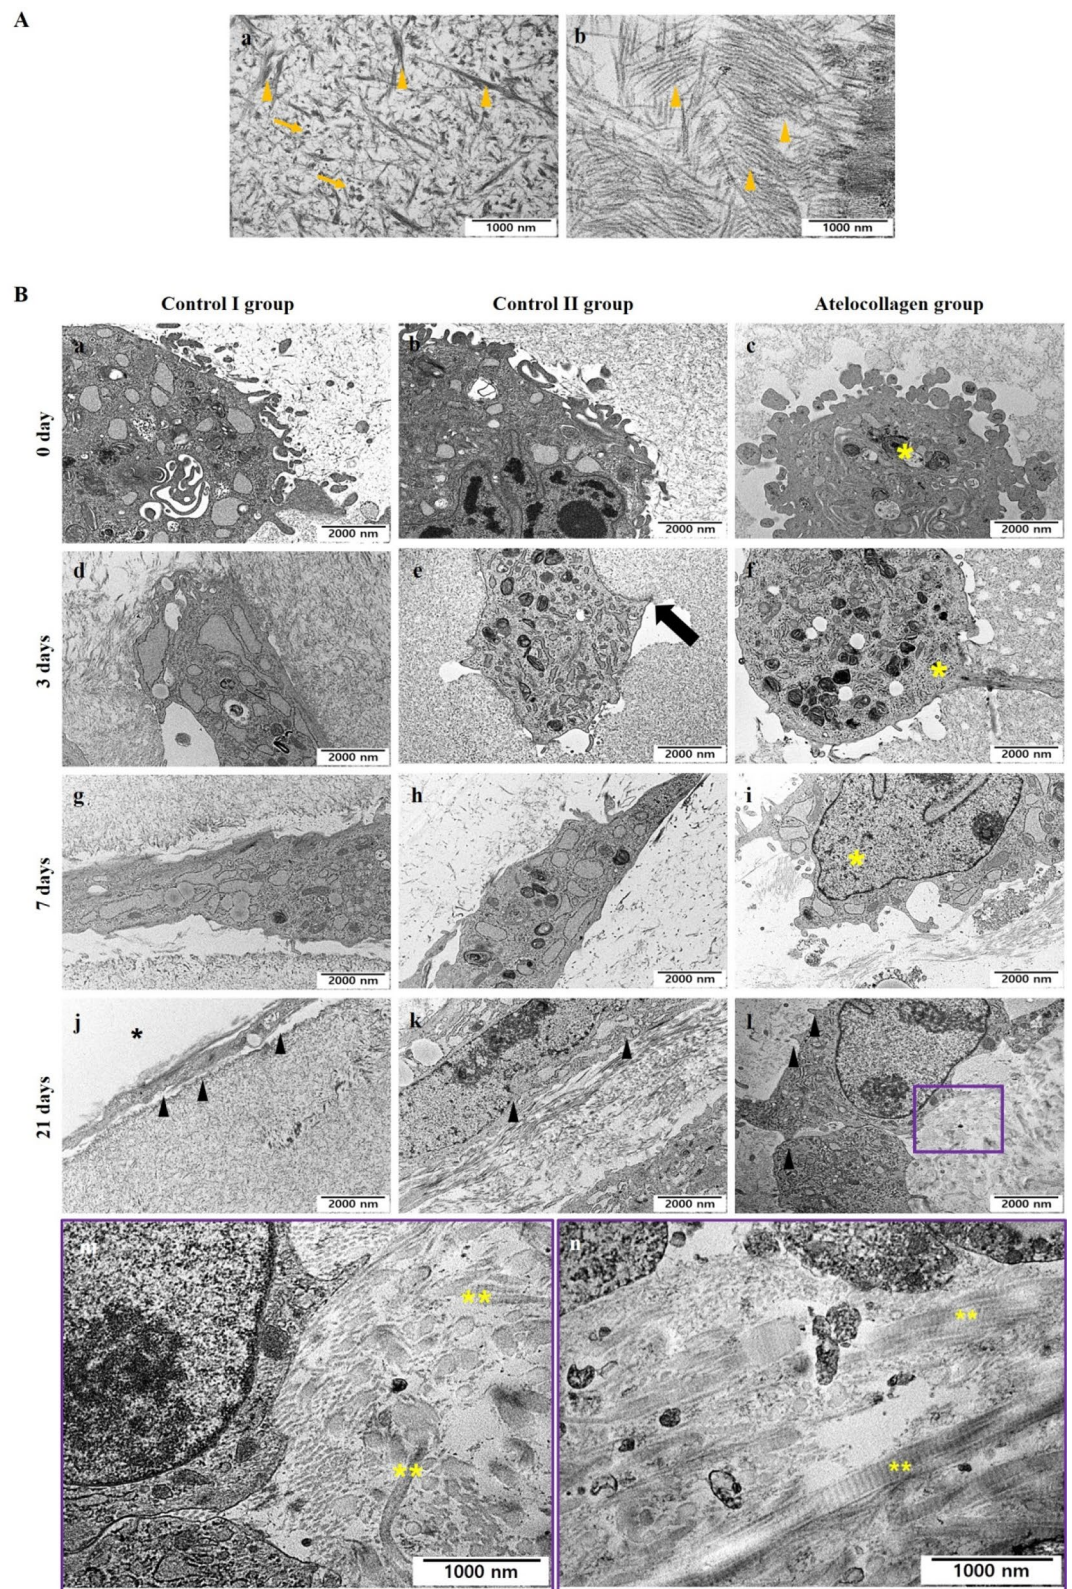 A
a
b
1000 nm
1000 nm
B
Control I group
Control II group
Atelocollagen group
0 day
a
b
c
2000 nm
2000 nm
2000 nm
3 days
d
e
f
2000 nm
2000 nm
2000 nm
7 days
g
h
i
2000 nm
2000 nm
2000 nm
21 days
j
*
k
l
2000 nm
2000 nm
2000 nm
m
n
**
**
**
**
1000 nm
1000 nm